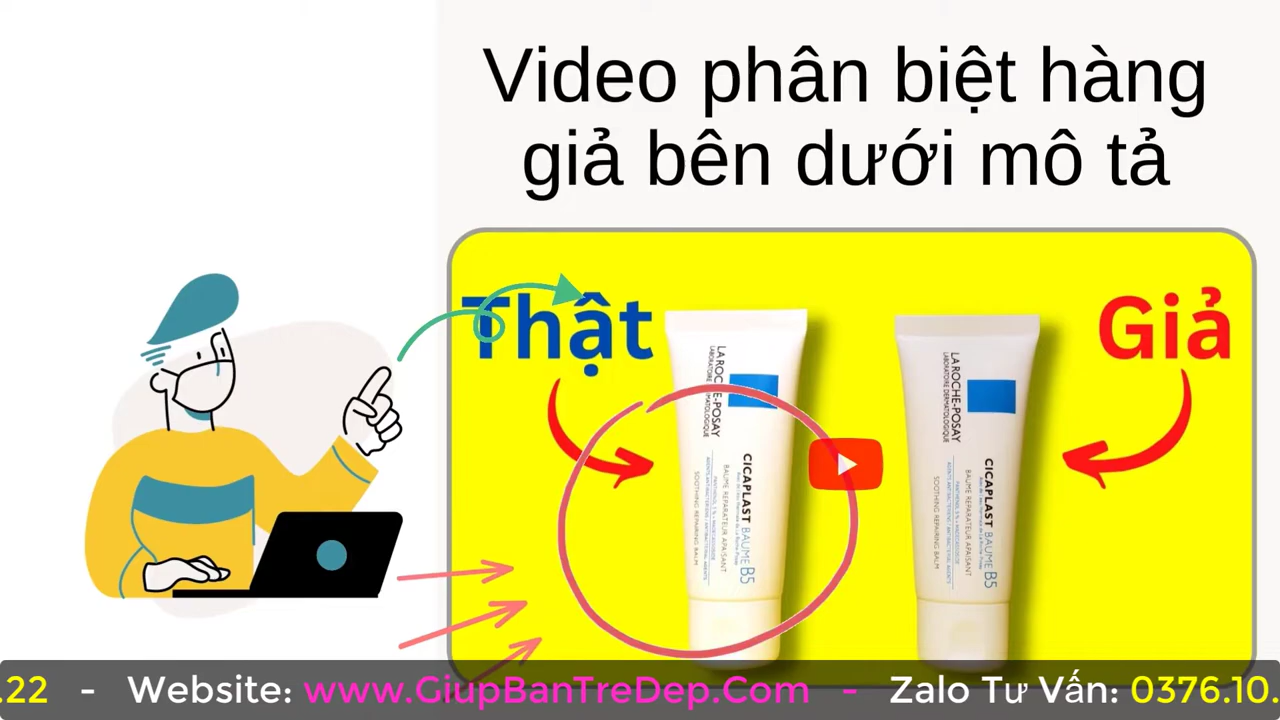 Video phân biệt hàng
giả bên dưới mô tả
Thật
Giả
LA ROCHE-POSAY
LABORATOIRE DERMATOLOGIQUE
CICAPLAST BAUME B5
BAUME RÉPARATEUR APAISANT
SOOTHING REPAIRING BALM
LA ROCHE-POSAY
LABORATOIRE DERMATOLOGIQUE
CICAPLAST BAUME B5
BAUME RÉPARATEUR APAISANT
SOOTHING REPAIRING BALM
.22 - Website: www.GiupBanTreDep.Com - Zalo Tư Vấn: 0376.10.